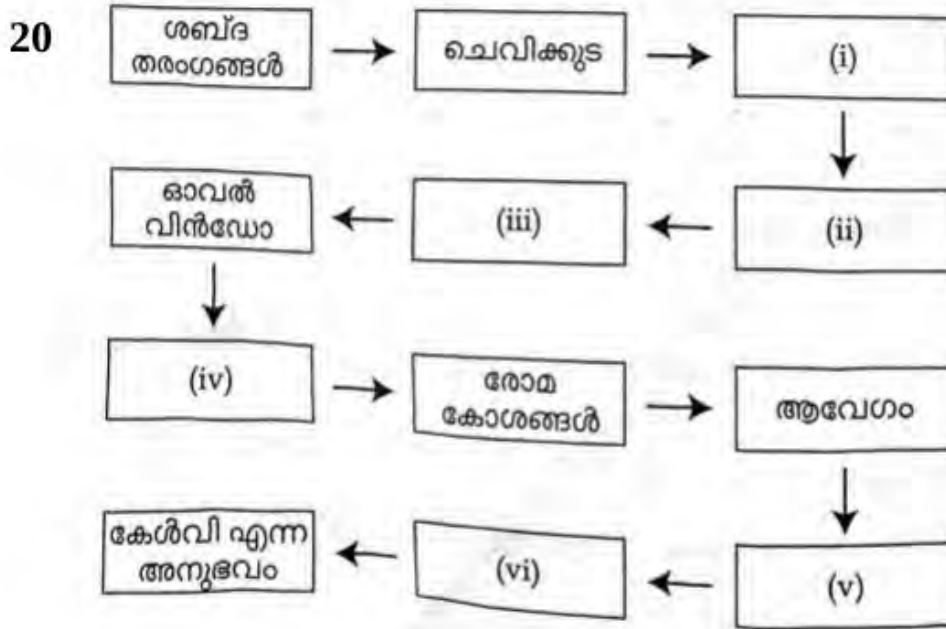 20
ശബ്ദ
തരംഗങ്ങൾ
ചെവിക്കുട
(i)
(ii)
(iii)
ഓവൽ
വിൻഡോ
(iv)
രോമ
കോശങ്ങൾ
ആവേഗം
(v)
(vi)
കേൾവി എന്ന
അനുഭവം